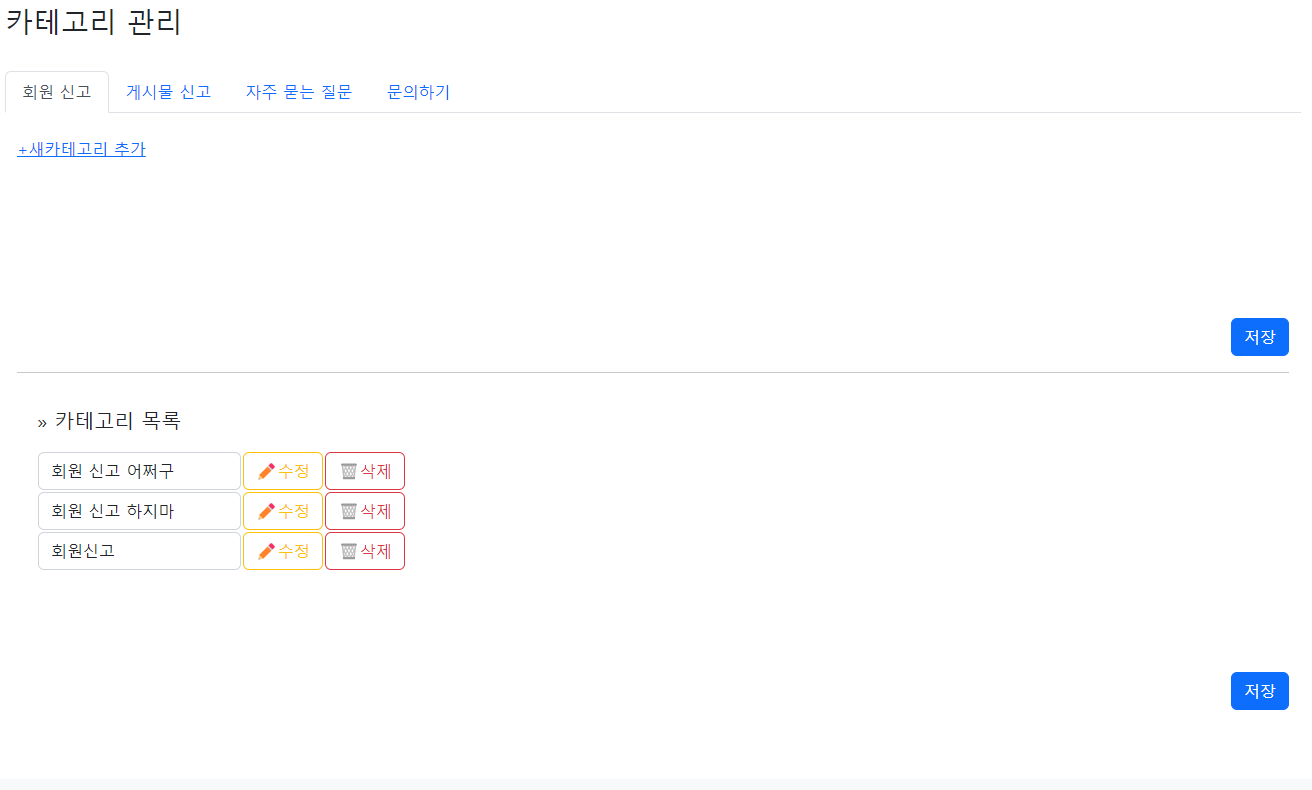 카테고리 관리
회원 신고 게시물 신고 자주 묻는 질문 문의하기
+새카테고리 추가
저장
» 카테고리 목록
회원 신고 어쩌구 수정 삭제
회원 신고 하지마 수정 삭제
회원신고 수정 삭제
저장